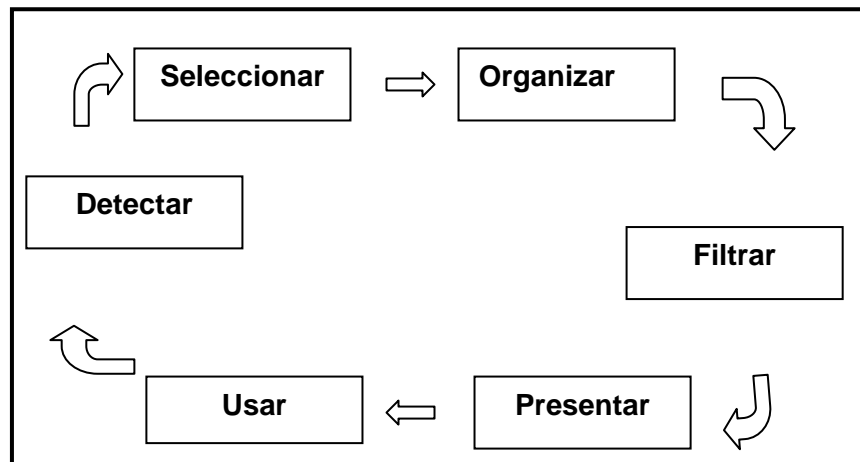 Seleccionar
Organizar
Detectar
Filtrar
Usar
Presentar